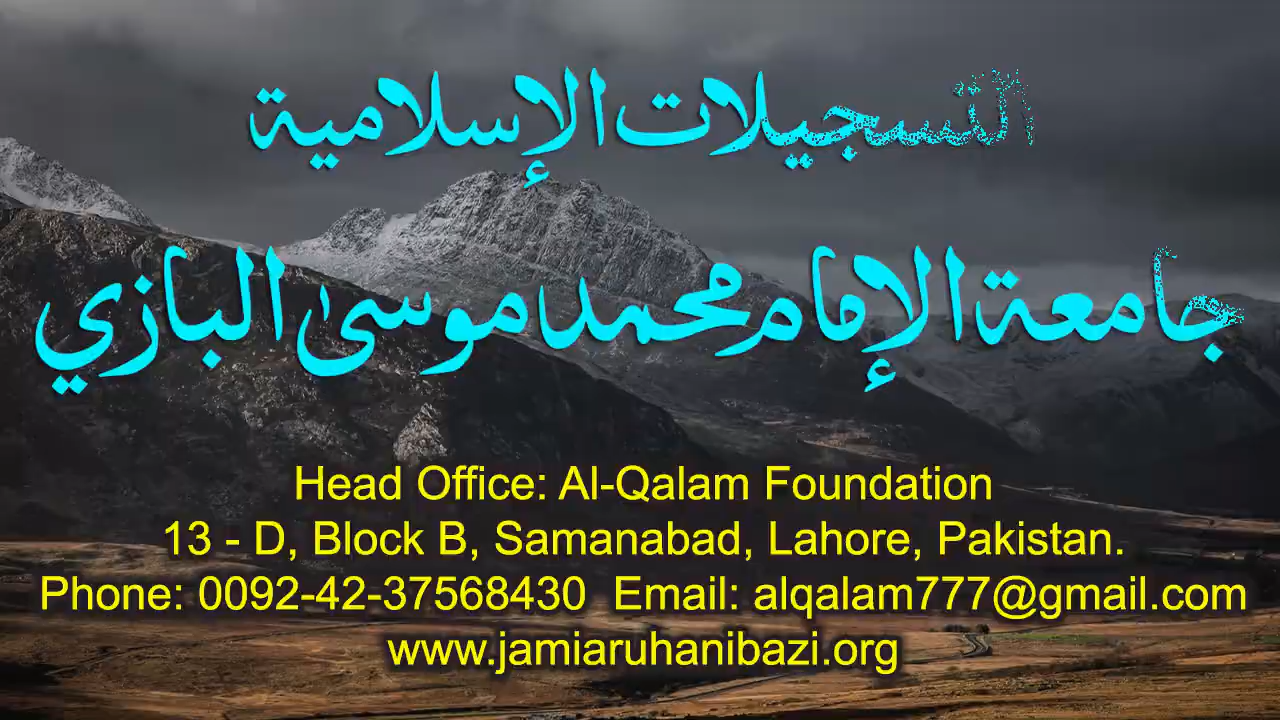 التسجيلات الإسلامية
جامعة الإمام محمد موسىٰ البازي
Head Office: Al-Qalam Foundation
13 - D, Block B, Samanabad, Lahore, Pakistan.
Phone: 0092-42-37568430 Email: alqalam777@gmail.com
www.jamiaruhanibazi.org